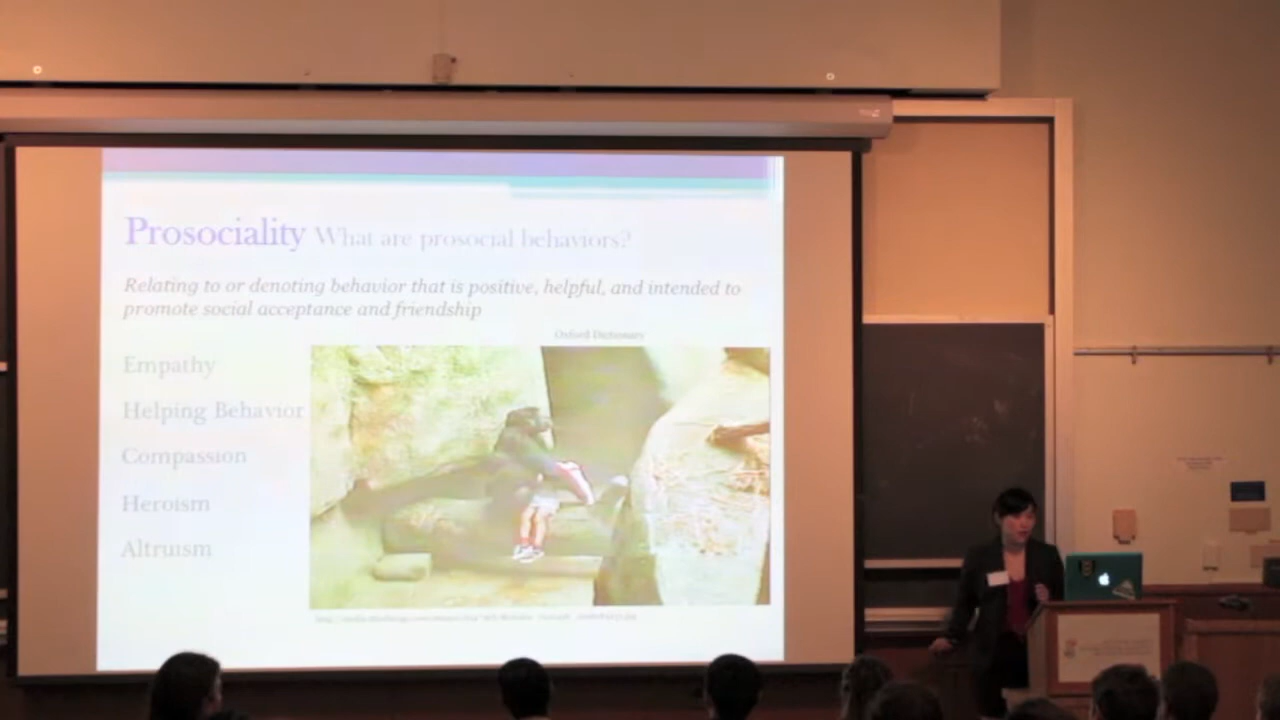 Prosociality What are prosocial behaviors?
Relating to or denoting behavior that is positive, helpful, and intended to
promote social acceptance and friendship
Oxford Dictionary
Empathy
Helping Behavior
Compassion
Heroism
Altruism